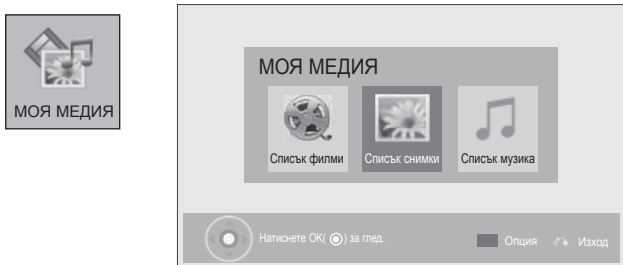 МОЯ МЕДИЯ
МОЯ МЕДИЯ
Списък филми
Списък снимки
Списък музика
Натиснете OK( ) за глед.
Опция
Изход